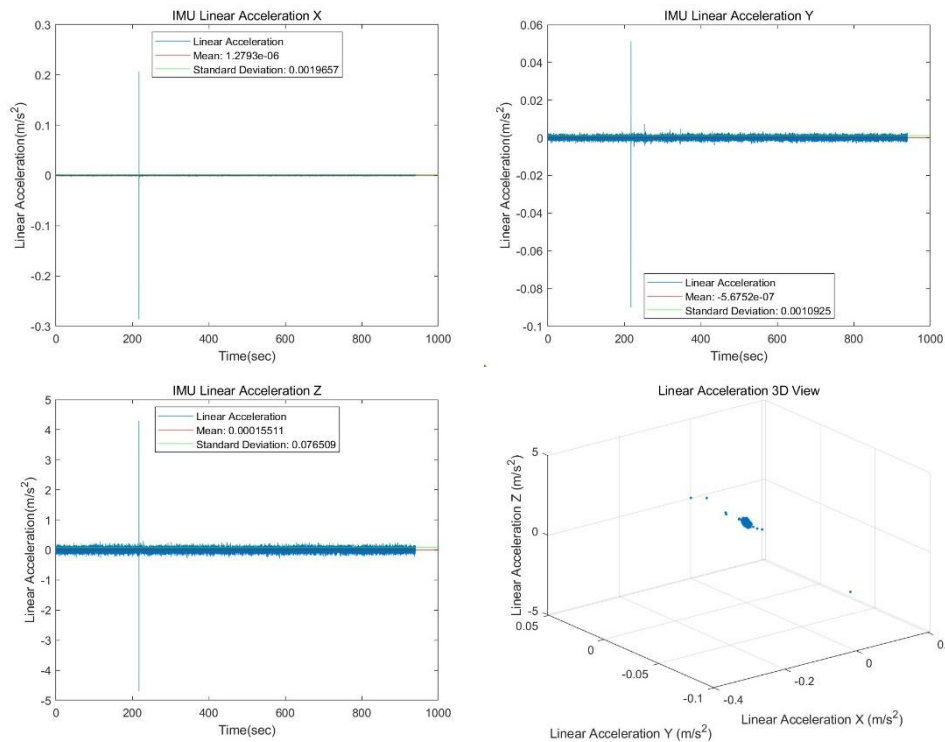 IMU Linear Acceleration X
0.3
0.2
0.1
0
-0.1
-0.2
-0.3
Linear Acceleration(m/s²)
Linear Acceleration
Mean: 1.2793e-06
Standard Deviation: 0.0019657
0 200 400 600 800 1000
Time(sec)
IMU Linear Acceleration Y
0.06
0.04
0.02
0
-0.02
-0.04
-0.06
-0.08
-0.1
Linear Acceleration(m/s²)
Linear Acceleration
Mean: -5.6752e-07
Standard Deviation: 0.0010925
0 200 400 600 800 1000
Time(sec)
IMU Linear Acceleration Z
5
4
3
2
1
0
-1
-2
-3
-4
-5
Linear Acceleration(m/s²)
Linear Acceleration
Mean: 0.00015511
Standard Deviation: 0.076509
0 200 400 600 800 1000
Time(sec)
Linear Acceleration 3D View
5
0
-5
Linear Acceleration Z (m/s²)
0.05
0
-0.05
-0.1
Linear Acceleration Y (m/s²)
-0.4
-0.2
0
Linear Acceleration X (m/s²)